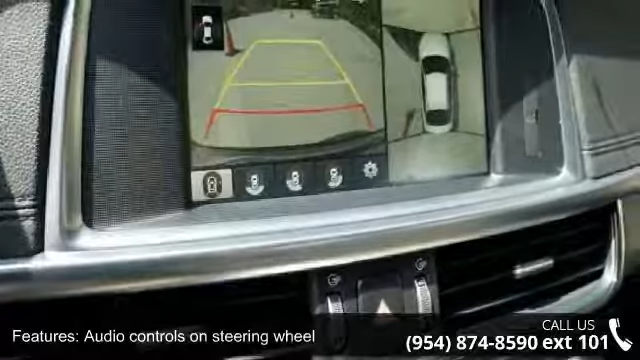 Features: Audio controls on steering wheel
CALL US
(954) 874-8590 ext 101